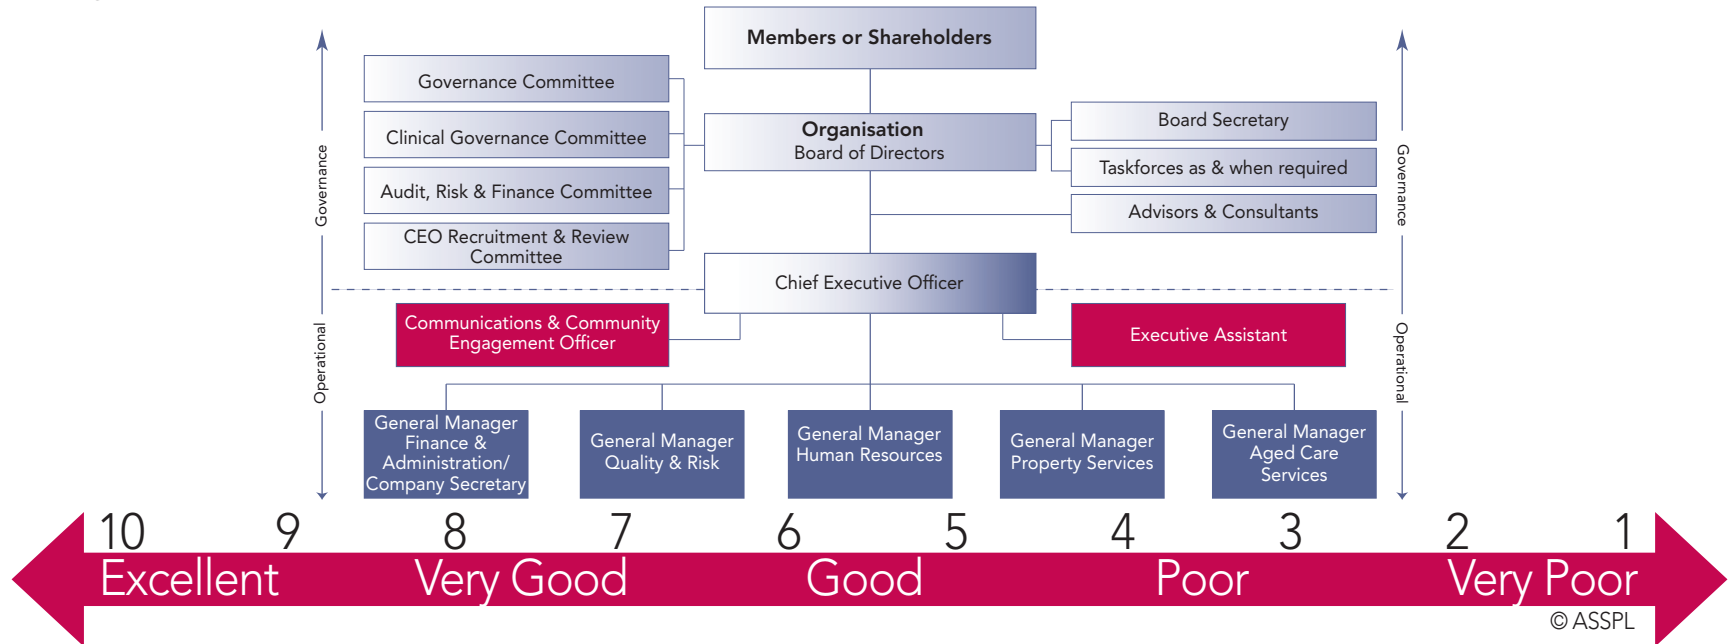 Members or Shareholders
Governance Committee
Clinical Governance Committee
Audit, Risk & Finance Committee
CEO Recruitment & Review
Committee
Organisation
Board of Directors
Board Secretary
Taskforces as & when required
Advisors & Consultants
Governance
Governance
Chief Executive Officer
Operational
Operational
Communications & Community
Engagement Officer
Executive Assistant
General Manager
Finance &
Administration/
Company Secretary
General Manager
Quality & Risk
General Manager
Human Resources
General Manager
Property Services
General Manager
Aged Care
Services
10 9 8 7 6 5 4 3 2 1
Excellent Very Good Good Poor Very Poor
© ASSPL